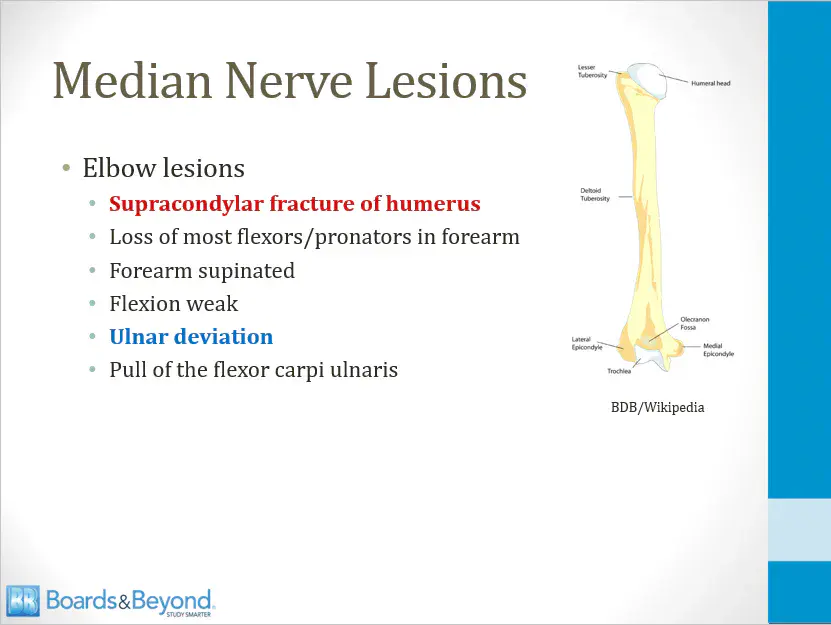 Median Nerve Lesions
• Elbow lesions
• Supracondylar fracture of humerus
• Loss of most flexors/pronators in forearm
• Forearm supinated
• Flexion weak
• Ulnar deviation
• Pull of the flexor carpi ulnaris
Lesser
Tuberosity
Humeral head
Deltoid
Tuberosity
Olecranon
Fossa
Lateral
Epicondyle
Medial
Epicondyle
Trochlea
BDB/Wikipedia
BB Boards&Beyond®
STUDY SMARTER